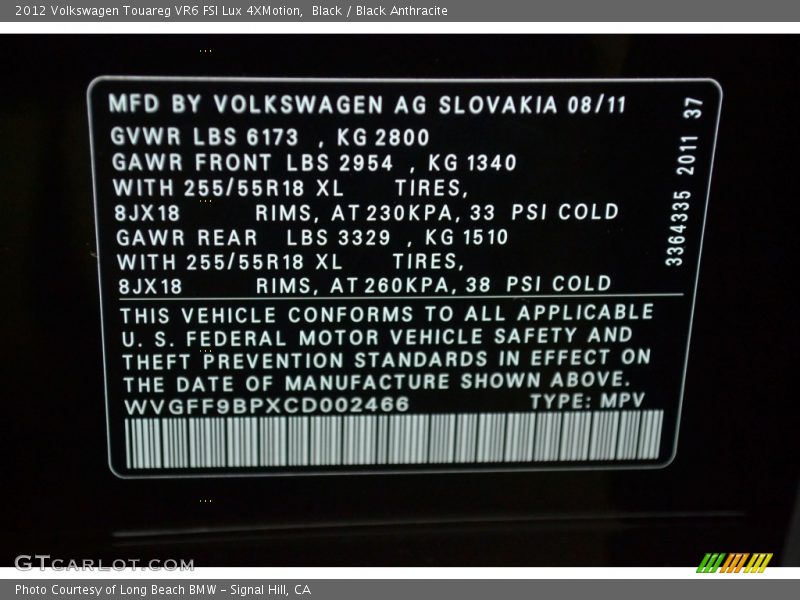 2012 Volkswagen Touareg VR6 FSI Lux 4XMotion,  Black / Black Anthracite
MFD BY VOLKSWAGEN AG SLOVAKIA 08/11
GVWR LBS 6173 , KG 2800
GAWR FRONT LBS 2954 , KG 1340
WITH 255/55R18 XL TIRES,
8JX18 RIMS, AT 230KPA, 33 PSI COLD
GAWR REAR LBS 3329 , KG 1510
WITH 255/55R18 XL TIRES,
8JX18 RIMS, AT 260KPA, 38 PSI COLD
THIS VEHICLE CONFORMS TO ALL APPLICABLE
U. S. FEDERAL MOTOR VEHICLE SAFETY AND
THEFT PREVENTION STANDARDS IN EFFECT ON
THE DATE OF MANUFACTURE SHOWN ABOVE.
WVGFF9BPXCD002466 TYPE: MPV
3364335 2011 37
GTCARLOT.COM
Photo Courtesy of Long Beach BMW - Signal Hill, CA